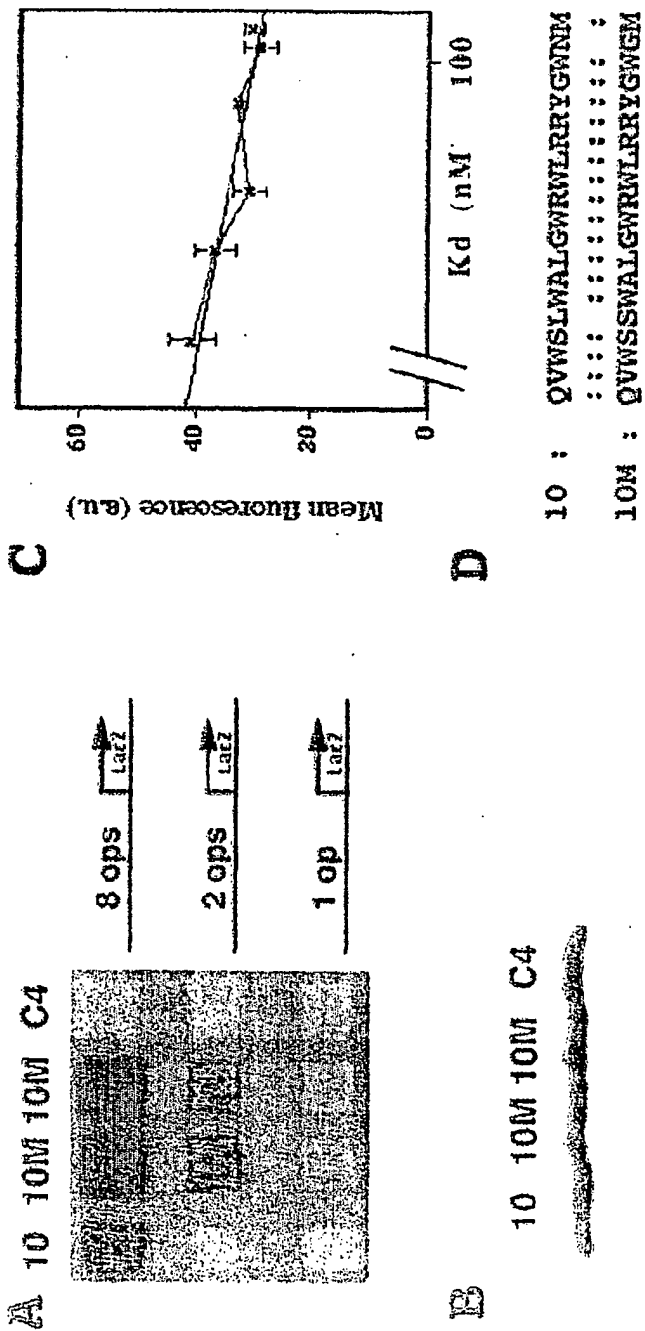 A
10 10M 10M C4
8 ops
LacZ
2 ops
LacZ
1 op
LacZ
B
10 10M 10M C4
C
Mean fluorescence (a.u.)
60
40
20
0
Kd (nM
100
D
10 : QVWSLWALGWRWLRRYGWNM
:::: ::::::::::::: :
10M : QVWSSWALGWRWLRRYGWGM